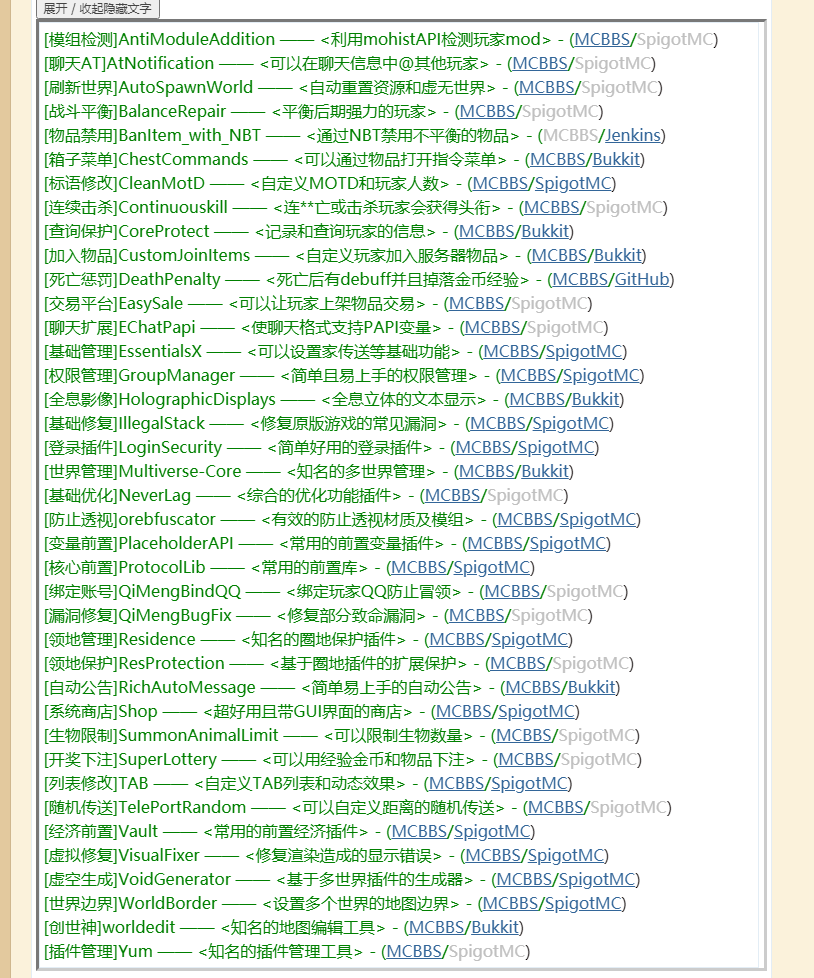 展开 / 收起隐藏文字
[模组检测]AntiModuleAddition —— <利用mohistAPI检测玩家mod> - (MCBBS/SpigotMC)
[聊天AT]AtNotification —— <可以在聊天信息中@其他玩家> - (MCBBS/SpigotMC)
[刷新世界]AutoSpawnWorld —— <自动重置资源和虚无世界> - (MCBBS/SpigotMC)
[战斗平衡]BalanceRepair —— <平衡后期强力的玩家> - (MCBBS/SpigotMC)
[物品禁用]BanItem_with_NBT —— <通过NBT禁用不平衡的物品> - (MCBBS/Jenkins)
[箱子菜单]ChestCommands —— <可以通过物品打开指令菜单> - (MCBBS/Bukkit)
[标语修改]CleanMotD —— <自定义MOTD和玩家人数> - (MCBBS/SpigotMC)
[连续击杀]Continuouskill —— <连**亡或击杀玩家会获得头衔> - (MCBBS/SpigotMC)
[查询保护]CoreProtect —— <记录和查询玩家的信息> - (MCBBS/Bukkit)
[加入物品]CustomJoinItems —— <自定义玩家加入服务器物品> - (MCBBS/Bukkit)
[死亡惩罚]DeathPenalty —— <死亡后有debuff并且掉落金币经验> - (MCBBS/GitHub)
[交易平台]EasySale —— <可以让玩家上架物品交易> - (MCBBS/SpigotMC)
[聊天扩展]EChatPapi —— <使聊天格式支持PAPI变量> - (MCBBS/SpigotMC)
[基础管理]EssentialsX —— <可以设置家传送等基础功能> - (MCBBS/SpigotMC)
[权限管理]GroupManager —— <简单且易上手的权限管理> - (MCBBS/SpigotMC)
[全息影像]HolographicDisplays —— <全息立体的文本显示> - (MCBBS/Bukkit)
[基础修复]IllegalStack —— <修复原版游戏的常见漏洞> - (MCBBS/SpigotMC)
[登录插件]LoginSecurity —— <简单好用的登录插件> - (MCBBS/SpigotMC)
[世界管理]Multiverse-Core —— <知名的多世界管理> - (MCBBS/Bukkit)
[基础优化]NeverLag —— <综合的优化功能插件> - (MCBBS/SpigotMC)
[防止透视]orebfuscator —— <有效的防止透视材质及模组> - (MCBBS/SpigotMC)
[变量前置]PlaceholderAPI —— <常用的前置变量插件> - (MCBBS/SpigotMC)
[核心前置]ProtocolLib —— <常用的前置库> - (MCBBS/SpigotMC)
[绑定账号]QiMengBindQQ —— <绑定玩家QQ防止冒领> - (MCBBS/SpigotMC)
[漏洞修复]QiMengBugFix —— <修复部分致命漏洞> - (MCBBS/SpigotMC)
[领地管理]Residence —— <知名的圈地保护插件> - (MCBBS/SpigotMC)
[领地保护]ResProtection —— <基于圈地插件的扩展保护> - (MCBBS/SpigotMC)
[自动公告]RichAutoMessage —— <简单易上手的自动公告> - (MCBBS/Bukkit)
[系统商店]Shop —— <超好用且带GUI界面的商店> - (MCBBS/SpigotMC)
[生物限制]SummonAnimalLimit —— <可以限制生物数量> - (MCBBS/SpigotMC)
[开奖下注]SuperLottery —— <可以用经验金币和物品下注> - (MCBBS/SpigotMC)
[列表修改]TAB —— <自定义TAB列表和动态效果> - (MCBBS/SpigotMC)
[随机传送]TelePortRandom —— <可以自定义距离的随机传送> - (MCBBS/SpigotMC)
[经济前置]Vault —— <常用的前置经济插件> - (MCBBS/SpigotMC)
[虚拟修复]VisualFixer —— <修复渲染造成的显示错误> - (MCBBS/SpigotMC)
[虚空生成]VoidGenerator —— <基于多世界插件的生成器> - (MCBBS/SpigotMC)
[世界边界]WorldBorder —— <设置多个世界的地图边界> - (MCBBS/SpigotMC)
[创世神]worldedit —— <知名的地图编辑工具> - (MCBBS/Bukkit)
[插件管理]Yum —— <知名的插件管理工具> - (MCBBS/SpigotMC)